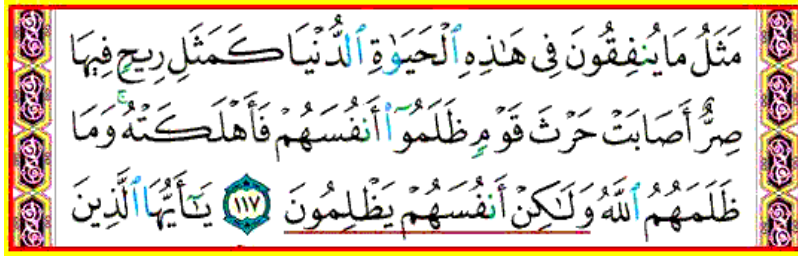 مَثَلُ مَا يُنفِقُونَ فِى هَـٰذِهِ ٱلْحَيَوٰةِ ٱلدُّنْيَا كَمَثَلِ رِيحٍ فِيهَا
صِرٌّ أَصَابَتْ حَرْثَ قَوْمٍ ظَلَمُوٓا۟ أَنفُسَهُمْ فَأَهْلَكَتْهُ ۚ وَمَا
ظَلَمَهُمُ ٱللَّهُ وَلَـٰكِنْ أَنفُسَهُمْ يَظْلِمُونَ ١١٧ يَـٰٓأَيُّهَا ٱلَّذِينَ